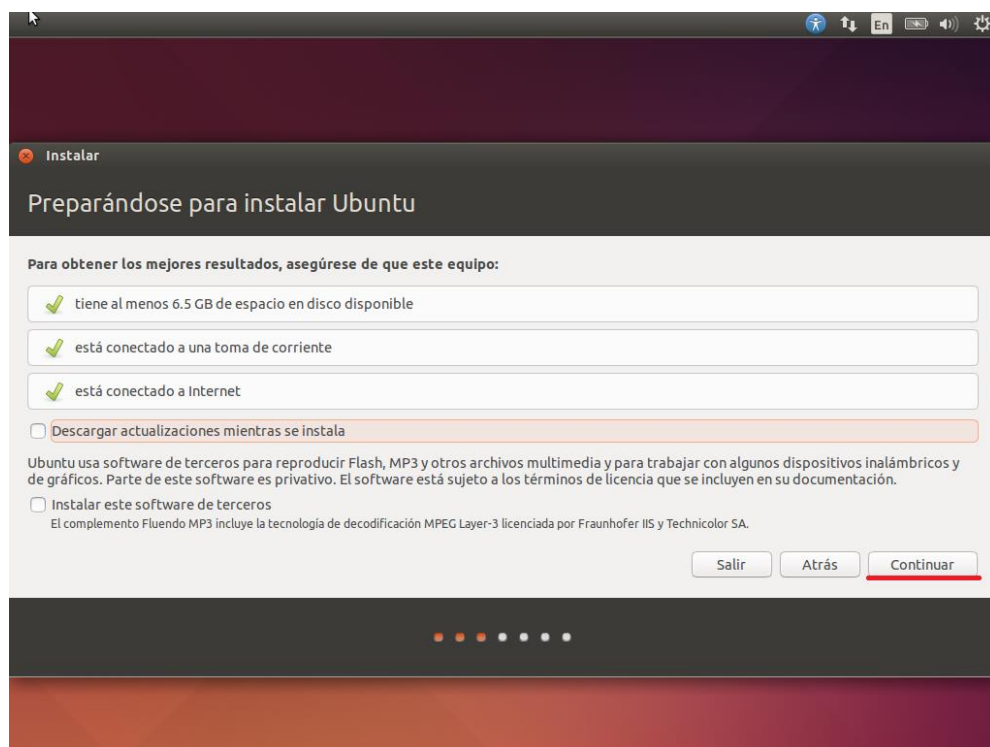 En
Instalar
Preparándose para instalar Ubuntu
Para obtener los mejores resultados, asegúrese de que este equipo:
tiene al menos 6.5 GB de espacio en disco disponible
está conectado a una toma de corriente
está conectado a Internet
Descargar actualizaciones mientras se instala
Ubuntu usa software de terceros para reproducir Flash, MP3 y otros archivos multimedia y para trabajar con algunos dispositivos inalámbricos y
de gráficos. Parte de este software es privativo. El software está sujeto a los términos de licencia que se incluyen en su documentación.
Instalar este software de terceros
El complemento Fluendo MP3 incluye la tecnología de decodificación MPEG Layer-3 licenciada por Fraunhofer IIS y Technicolor SA.
Salir Atrás Continuar